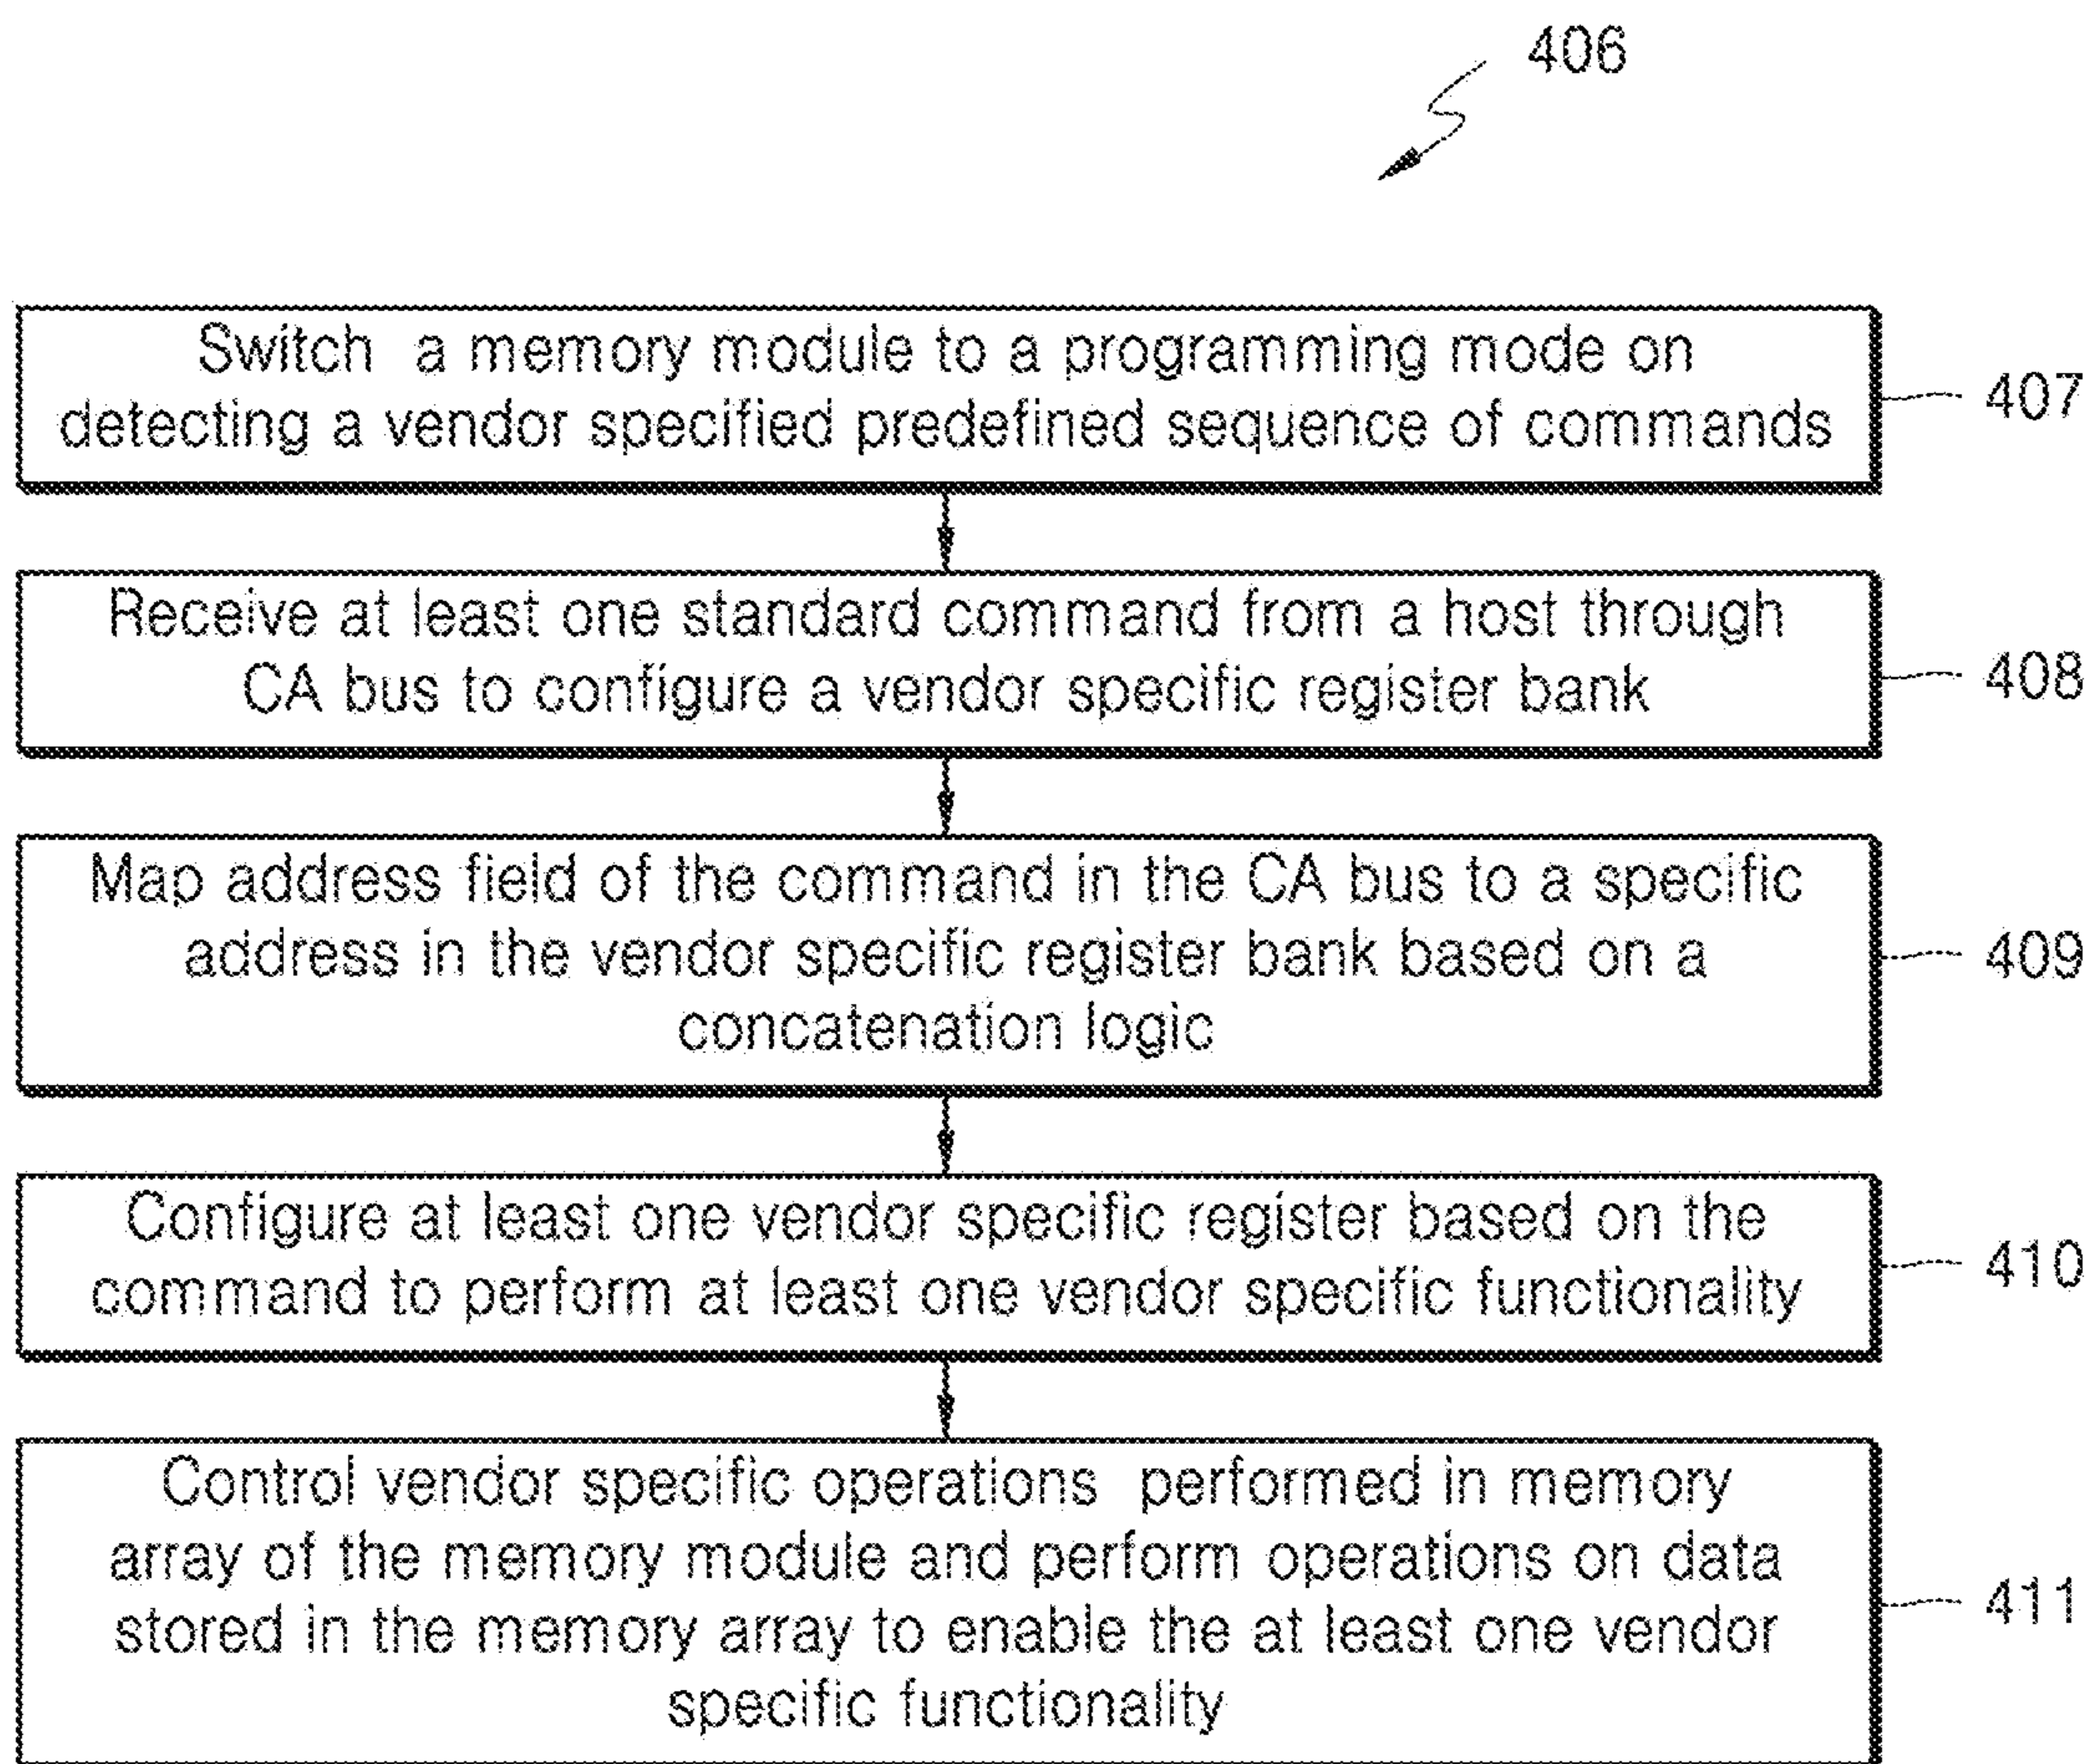 406
Switch a memory module to a programming mode on
detecting a vendor specified predefined sequence of commands
407
Receive at least one standard command from a host through
CA bus to configure a vendor specific register bank
408
Map address field of the command in the CA bus to a specific
address in the vendor specific register bank based on a
concatenation logic
409
Configure at least one vendor specific register based on the
command to perform at least one vendor specific functionality
410
Control vendor specific operations performed in memory
array of the memory module and perform operations on data
stored in the memory array to enable the at least one vendor
specific functionality
411